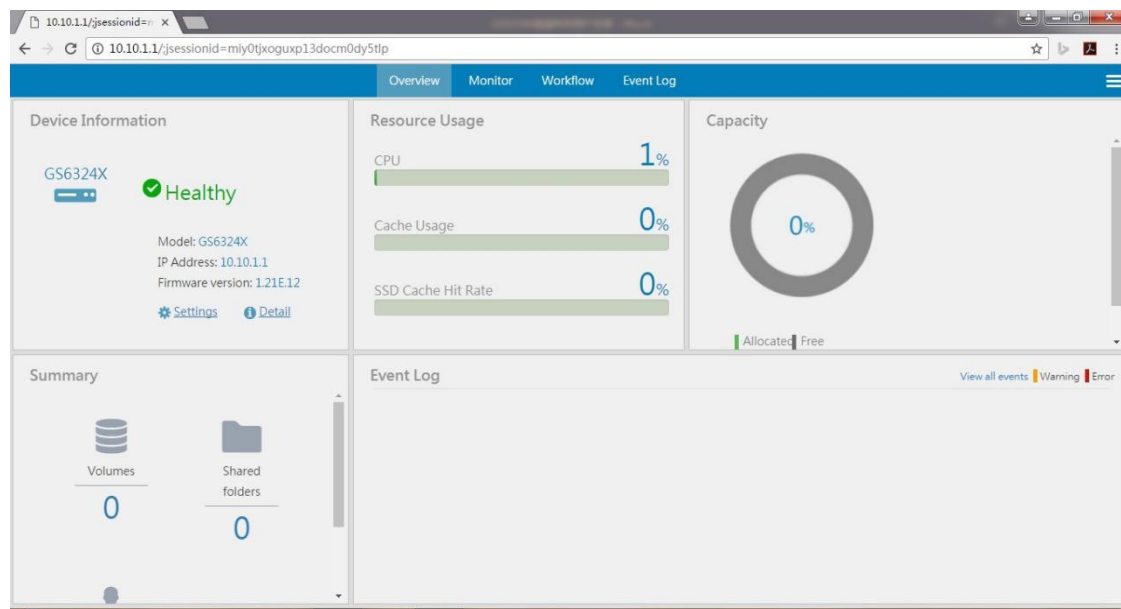 10.10.1.1/;jsessionid=
10.10.1.1/;jsessionid=miy0tjxoguxp13docm0dy5tlp
Overview Monitor Workflow Event Log
Device Information
GS6324X
Healthy
Model: GS6324X
IP Address: 10.10.1.1
Firmware version: 1.21E.12
Settings Detail
Resource Usage
CPU 1%
Cache Usage 0%
SSD Cache Hit Rate 0%
Capacity
0%
Allocated Free
Summary
Volumes
0
Shared
folders
0
Event Log
View all events Warning Error